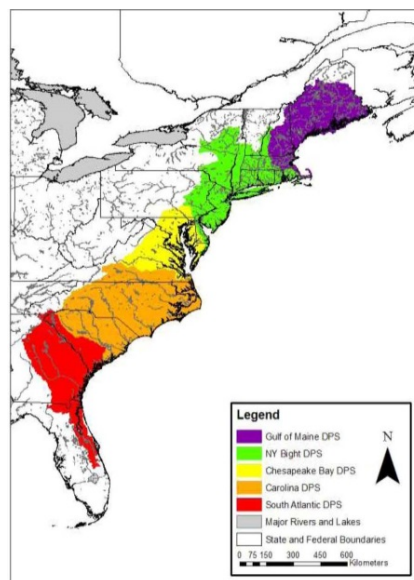 Legend
Gulf of Maine DPS
NY Bight DPS
Chesapeake Bay DPS
Carolina DPS
South Atlantic DPS
Major Rivers and Lakes
State and Federal Boundaries
N
0 75 150 300 450 600
Kilometers